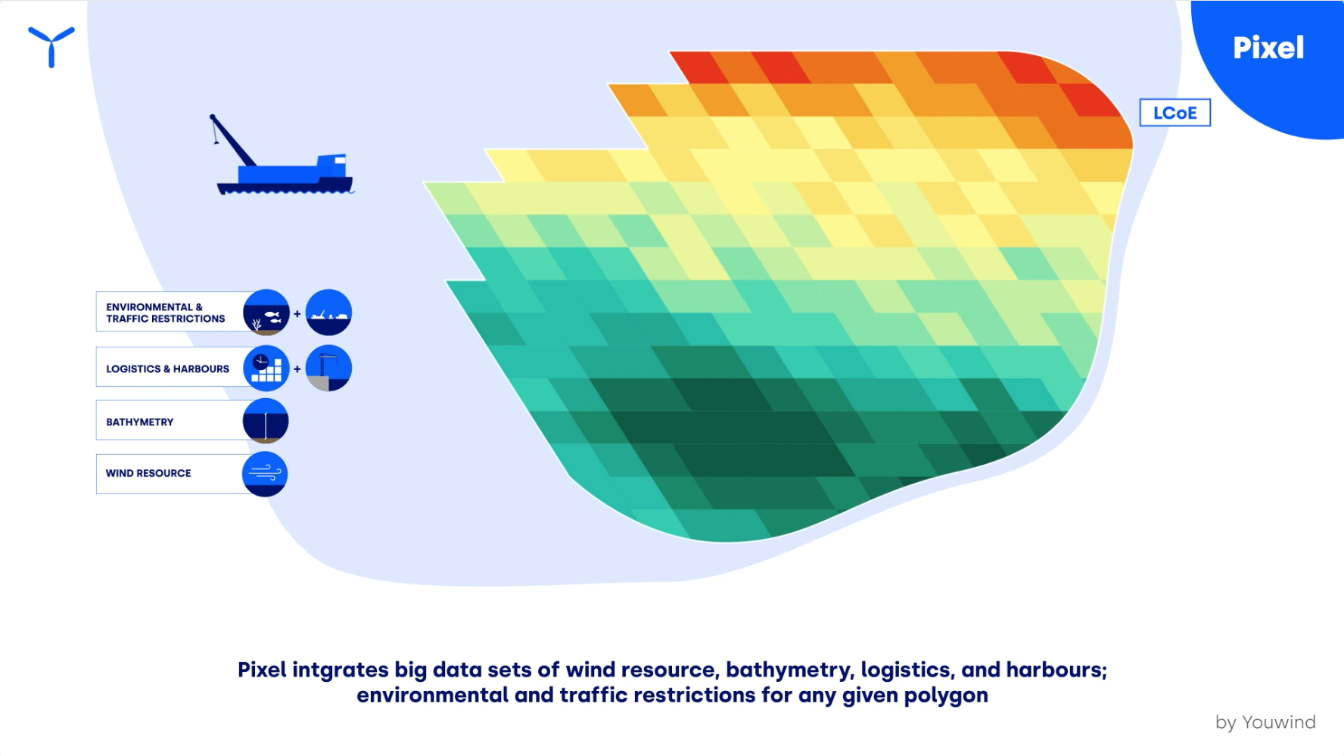 Pixel
LCoE
ENVIRONMENTAL &
TRAFFIC RESTRICTIONS
+
LOGISTICS & HARBOURS
+
BATHYMETRY
WIND RESOURCE
Pixel intgrates big data sets of wind resource, bathymetry, logistics, and harbours;
environmental and traffic restrictions for any given polygon
by Youwind